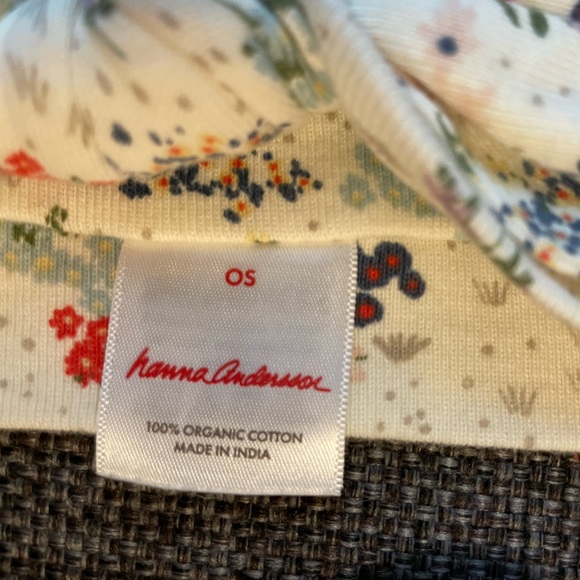 OS
hanna andersson
100% ORGANIC COTTON
MADE IN INDIA